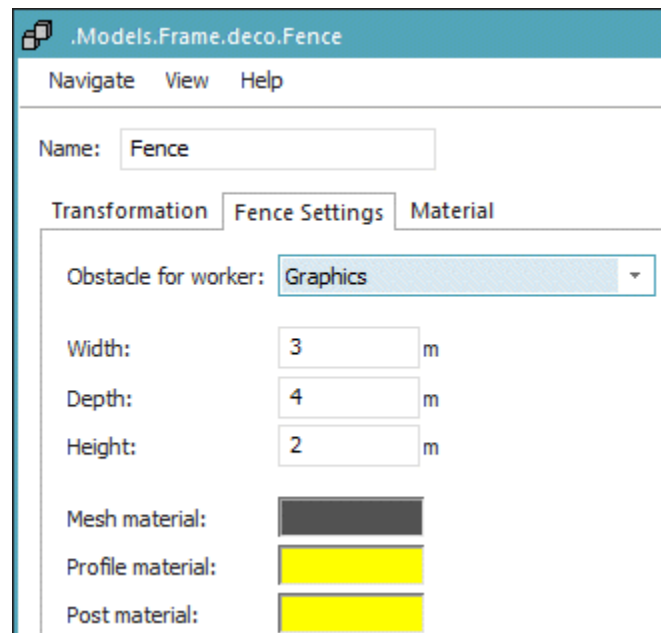 .Models.Frame.deco.Fence
Navigate View Help
Name: Fence
Transformation Fence Settings Material
Obstacle for worker: Graphics
Width: 3 m
Depth: 4 m
Height: 2 m
Mesh material:
Profile material:
Post material: